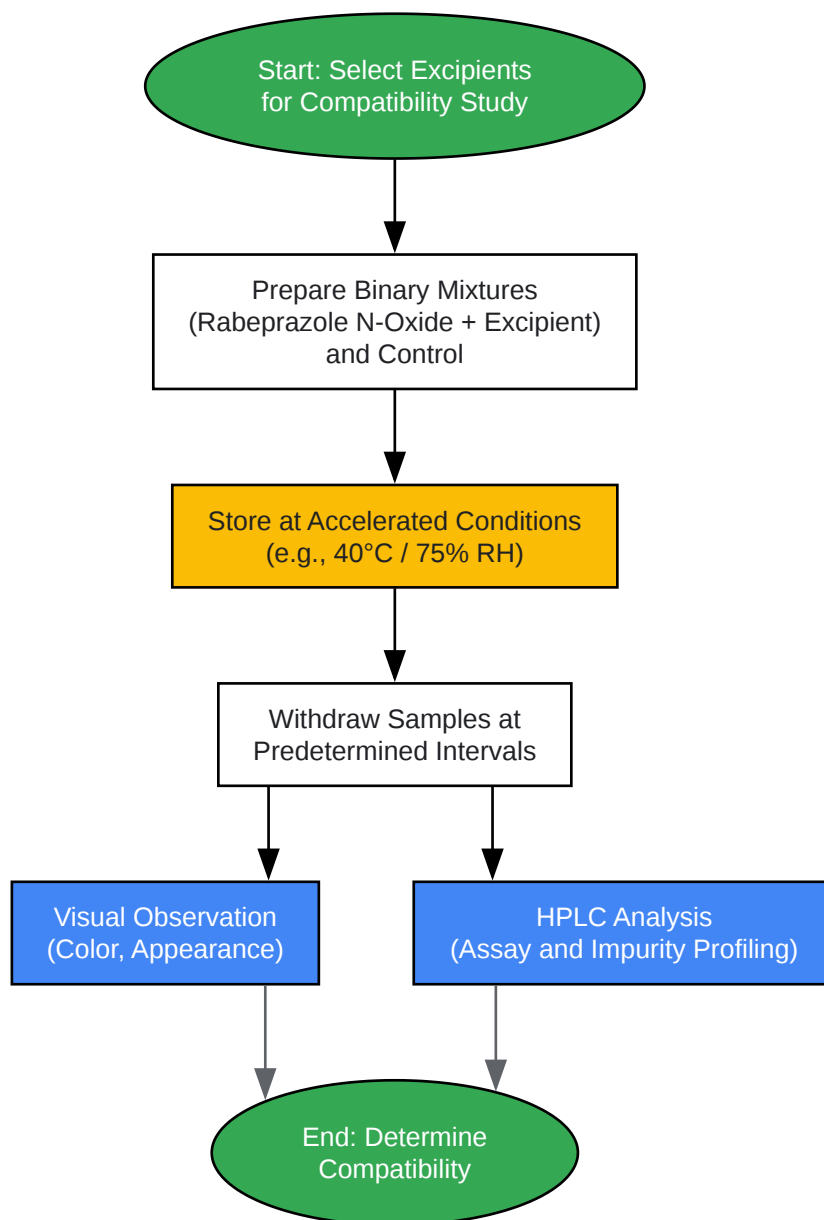 Start: Select Excipients
for Compatibility Study
Prepare Binary Mixtures
(Rabeprazole N-Oxide + Excipient)
and Control
Store at Accelerated Conditions
(e.g., 40°C / 75% RH)
Withdraw Samples at
Predetermined Intervals
Visual Observation
(Color, Appearance)
HPLC Analysis
(Assay and Impurity Profiling)
End: Determine
Compatibility